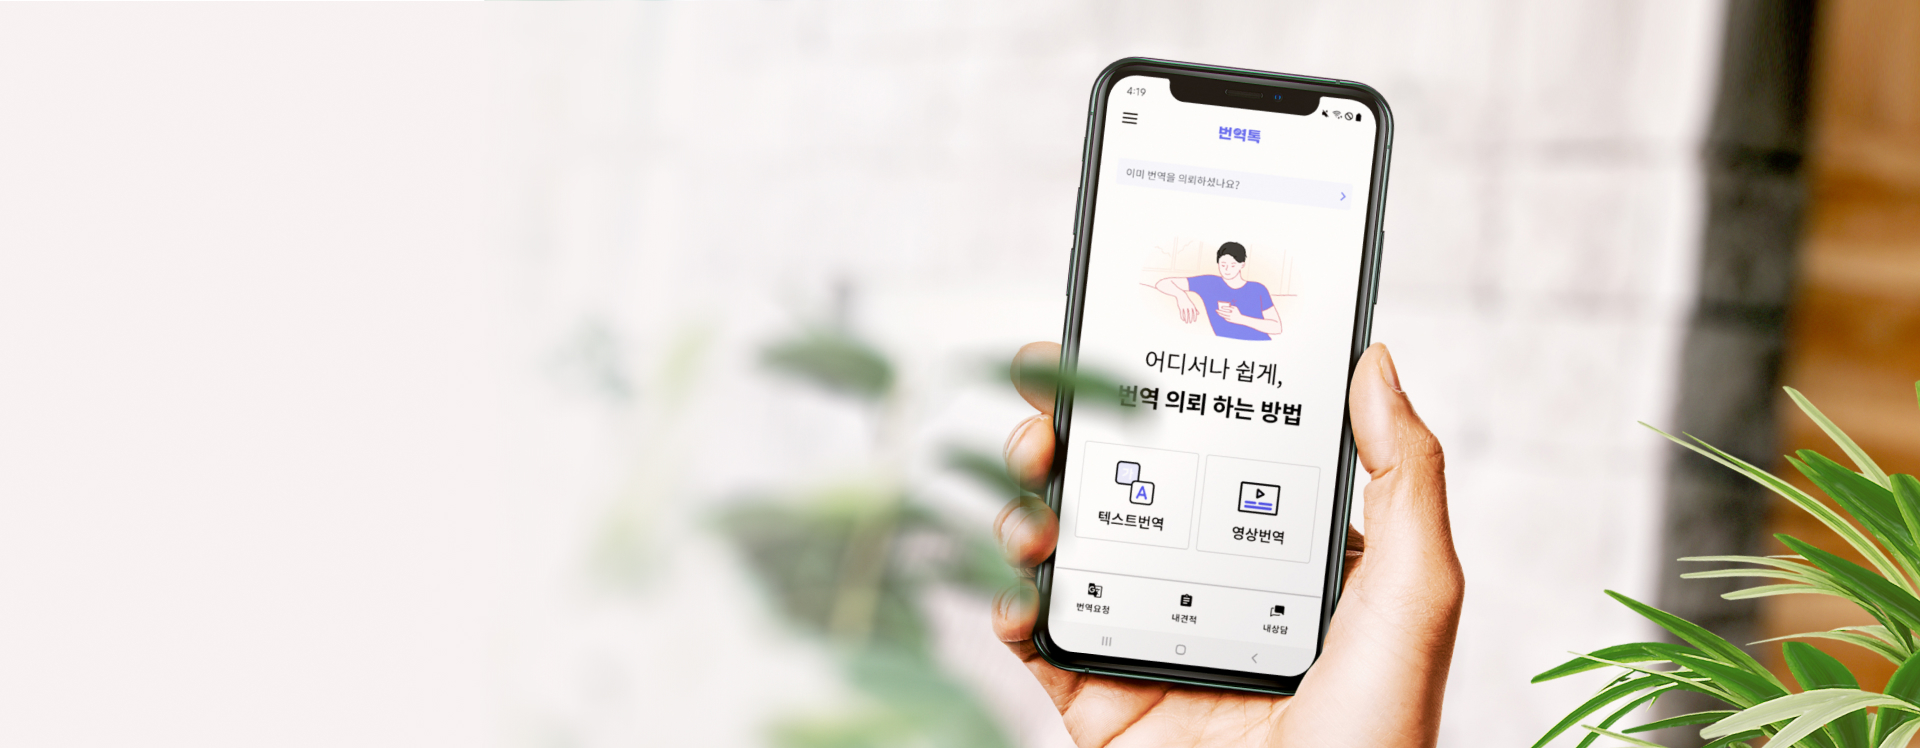 4:19
번역톡
이미 번역을 의뢰하셨나요?
어디서나 쉽게,
번역 의뢰 하는 방법
가 A
텍스트번역
영상번역
G
번역요청
내견적
내상담